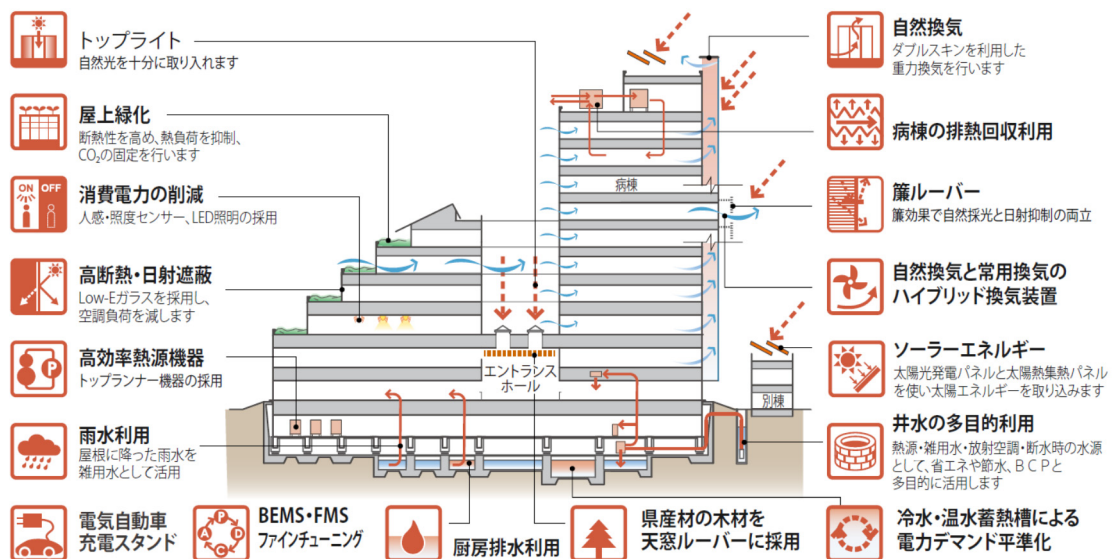 トップライト
自然光を十分に取り入れます
屋上緑化
断熱性を高め、熱負荷を抑制、
CO₂の固定を行います
ON OFF
消費電力の削減
人感・照度センサー、LED照明の採用
高断熱・日射遮蔽
Low-Eガラスを採用し、
空調負荷を減します
P
高効率熱源機器
トップランナー機器の採用
雨水利用
屋根に降った雨水を
雑用水として活用
電気自動車
充電スタンド
P
A D
C
BEMS・FMS
ファインチューニング
厨房排水利用
県産材の木材を
天窓ルーバーに採用
病棟
エントランス
ホール
別棟
自然換気
ダブルスキンを利用した
重力換気を行います
病棟の排熱回収利用
簾ルーバー
簾効果で自然採光と日射抑制の両立
自然換気と常用換気の
ハイブリッド換気装置
ソーラーエネルギー
太陽光発電パネルと太陽熱集熱パネル
を使い太陽エネルギーを取り込みます
井水の多目的利用
熱源・雑用水・放射空調・断水時の水源
として、省エネや節水、BCPと
多目的に活用します
冷水・温水蓄熱槽による
電力デマンド平準化